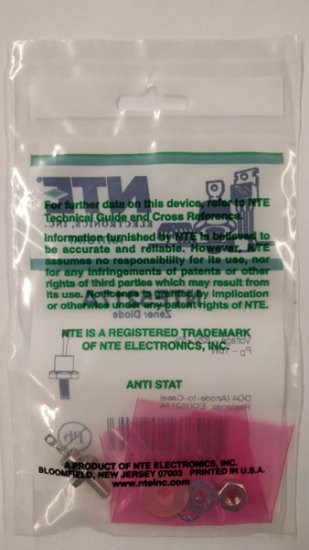 For further data on this device, refer to NTE
Technical Guide and Cross Reference.
Information furnished by NTE is believed to
be accurate and reliable. However, NTE
assumes no responsibility for its use, nor
for any infringements of patents or other
rights of third parties which may result from
its use. No license is granted by implication
or otherwise under any patent rights of NTE.
NTE IS A REGISTERED TRADEMARK
OF NTE ELECTRONICS, INC.
ANTI STAT
A PRODUCT OF NTE ELECTRONICS, INC.
BLOOMFIELD, NEW JERSEY 07003 PRINTED IN U.S.A.
www.nteinc.com
NTE
ELECTRONICS, INC.
Zener Diode
DO4 (Anode-to-Case)
Pb